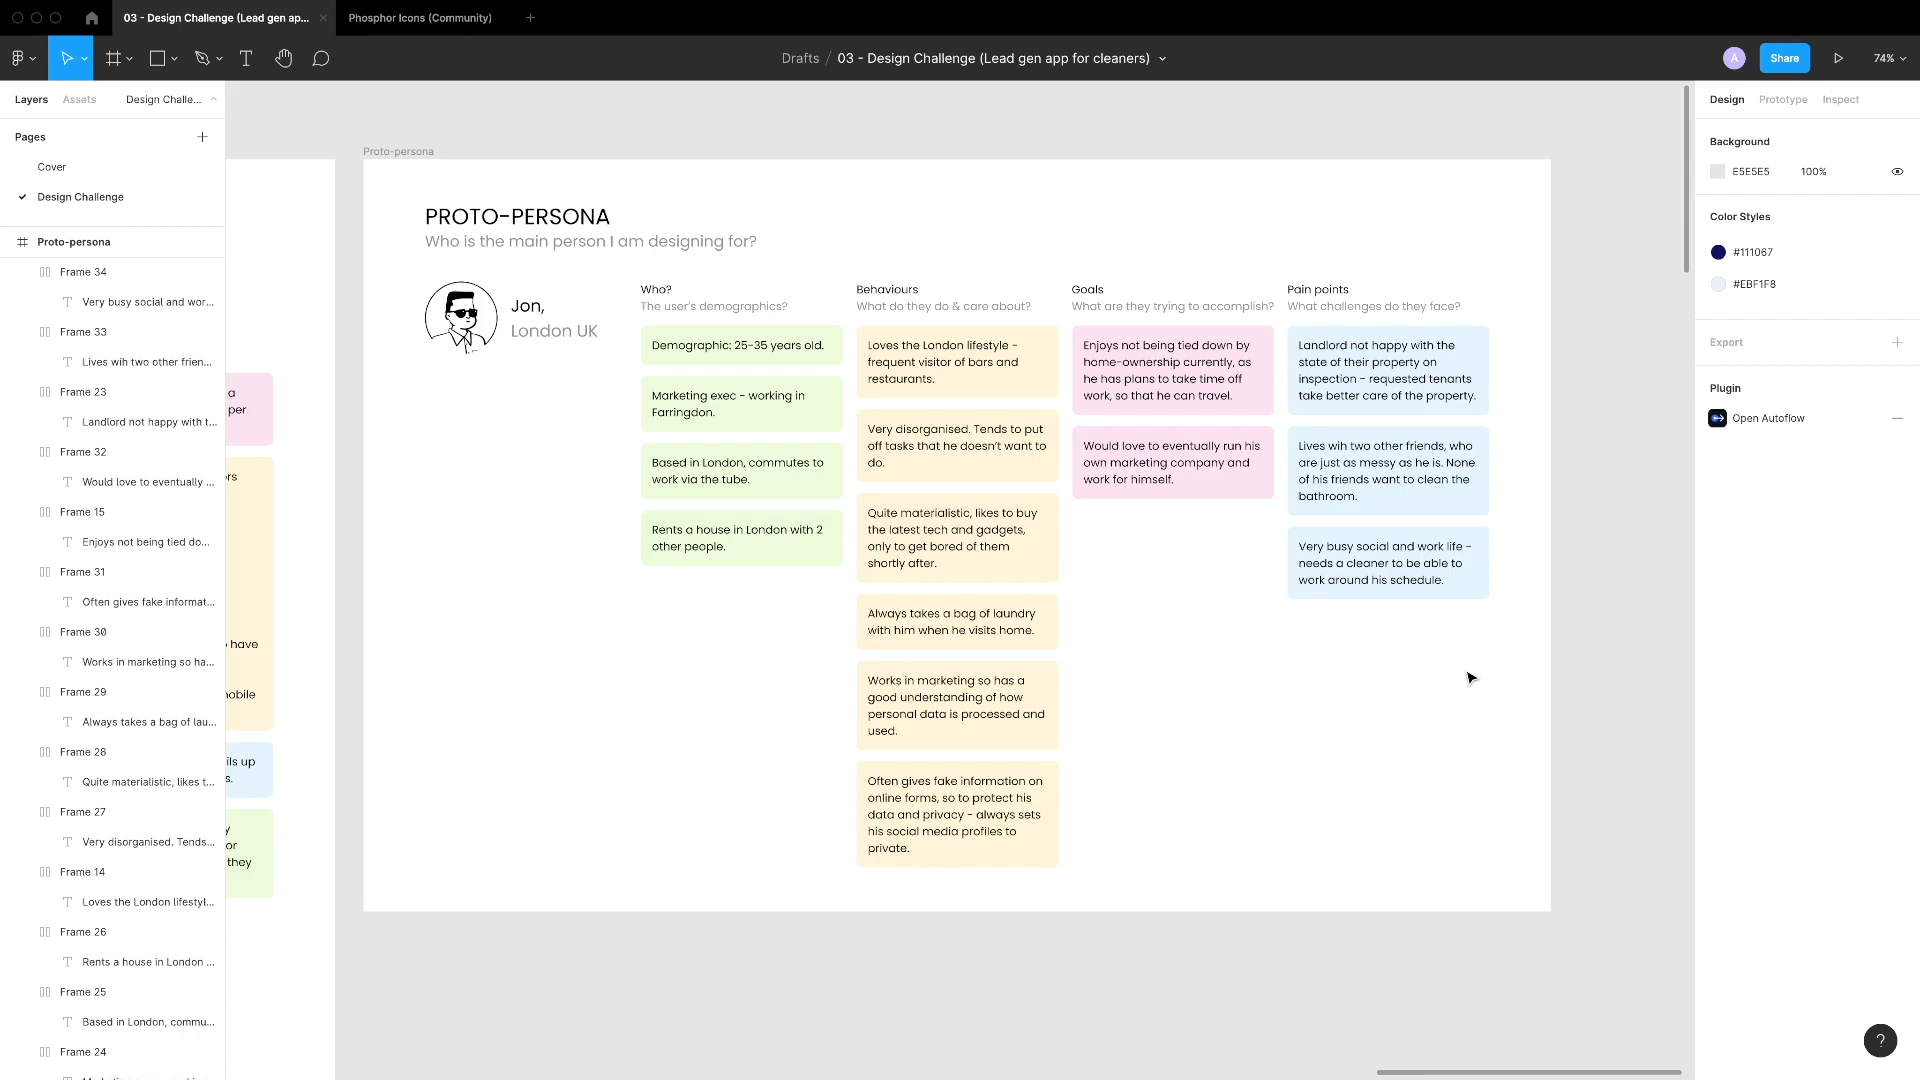 03 - Design Challenge (Lead gen ap...
Phosphor Icons (Community)
Drafts / 03 - Design Challenge (Lead gen app for cleaners)
A
Share
74%
Layers
Assets
Design Challe...
Pages
Cover
Design Challenge
Proto-persona
Frame 34
Very busy social and wor...
Frame 33
Lives wih two other frien...
Frame 23
Landlord not happy with t...
Frame 32
Would love to eventually ...
Frame 15
Enjoys not being tied do...
Frame 31
Often gives fake informat...
Frame 30
Works in marketing so ha...
Frame 29
Always takes a bag of lau...
Frame 28
Quite materialistic, likes t...
Frame 27
Very disorganised. Tends...
Frame 14
Loves the London lifestyl...
Frame 26
Rents a house in London ...
Frame 25
Based in London, commu...
Frame 24
a
per
rs
have
obile
ils up
s.
y
or
they
Proto-persona
PROTO-PERSONA
Who is the main person I am designing for?
Jon,
London UK
Who?
The user's demographics?
Demographic: 25-35 years old.
Marketing exec - working in
Farringdon.
Based in London, commutes to
work via the tube.
Rents a house in London with 2
other people.
Behaviours
What do they do & care about?
Loves the London lifestyle -
frequent visitor of bars and
restaurants.
Very disorganised. Tends to put
off tasks that he doesn't want to
do.
Quite materialistic, likes to buy
the latest tech and gadgets,
only to get bored of them
shortly after.
Always takes a bag of laundry
with him when he visits home.
Works in marketing so has a
good understanding of how
personal data is processed and
used.
Often gives fake information on
online forms, so to protect his
data and privacy - always sets
his social media profiles to
private.
Goals
What are they trying to accomplish?
Enjoys not being tied down by
home-ownership currently, as
he has plans to take time off
work, so that he can travel.
Would love to eventually run his
own marketing company and
work for himself.
Pain points
What challenges do they face?
Landlord not happy with the
state of their property on
inspection - requested tenants
take better care of the property.
Lives wih two other friends, who
are just as messy as he is. None
of his friends want to clean the
bathroom.
Very busy social and work life -
needs a cleaner to be able to
work around his schedule.
Design
Prototype
Inspect
Background
E5E5E5
100%
Color Styles
#111067
#EBF1F8
Export
Plugin
Open Autoflow
?